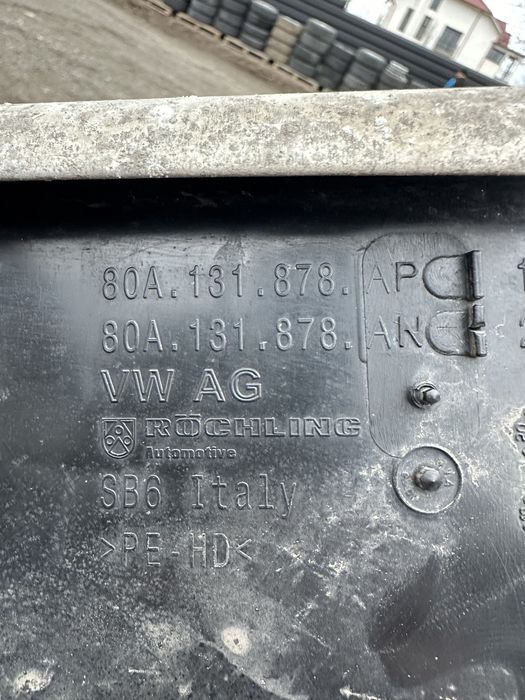 80A.131.878.AP
80A.131.878.AN
VW AG
RÖCHLING
Automotive
SB6 Italy
>PE-HD<